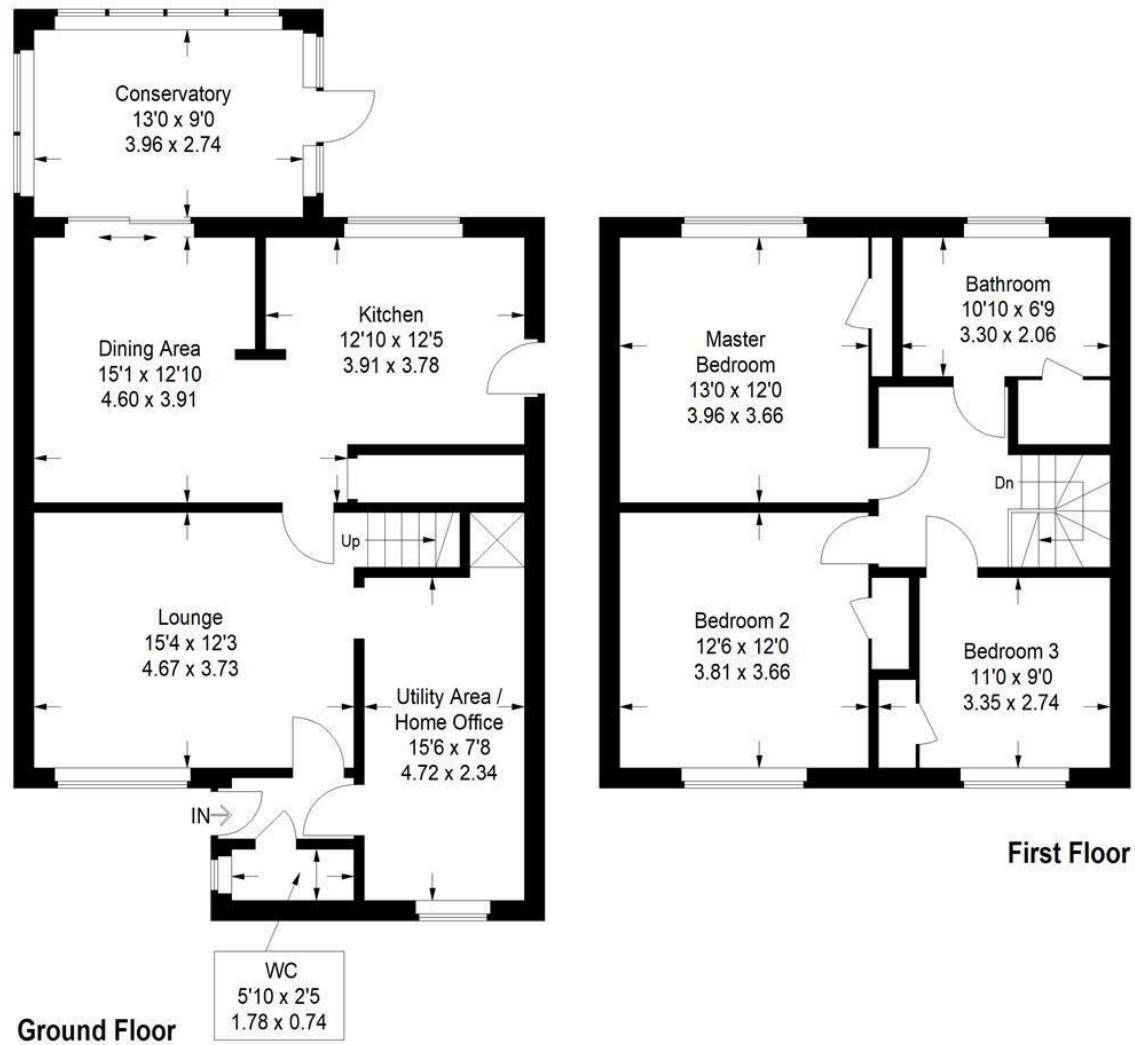 Conservatory
13'0 x 9'0
3.96 x 2.74
Kitchen
12'10 x 12'5
3.91 x 3.78
Dining Area
15'1 x 12'10
4.60 x 3.91
Up
Lounge
15'4 x 12'3
4.67 x 3.73
Utility Area /
Home Office
15'6 x 7'8
4.72 x 2.34
IN
WC
5'10 x 2'5
1.78 x 0.74
Ground Floor
Bathroom
10'10 x 6'9
3.30 x 2.06
Master
Bedroom
13'0 x 12'0
3.96 x 3.66
Dn
Bedroom 2
12'6 x 12'0
3.81 x 3.66
Bedroom 3
11'0 x 9'0
3.35 x 2.74
First Floor